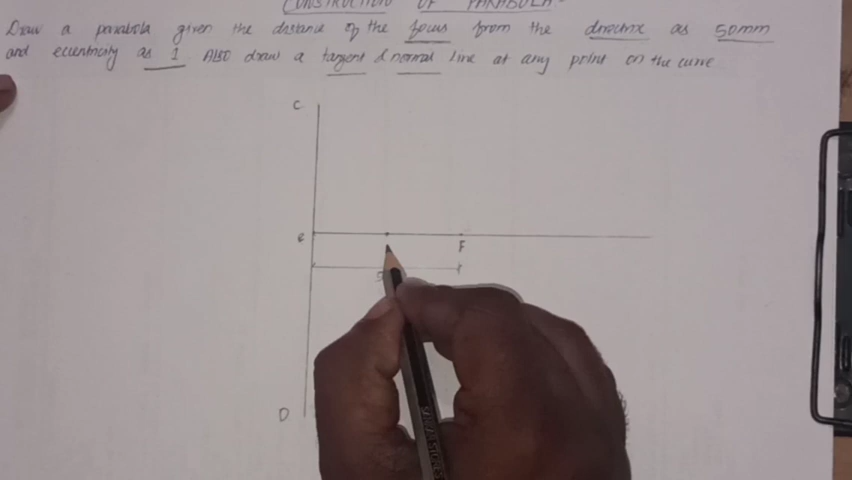 CONSTRUCTION OF PARABOLA
Draw a parabola given the distance of the focus from the directrix as 50mm
and eccentricity as 1. Also draw a tangent & normal line at any point on the curve
C
e F
D